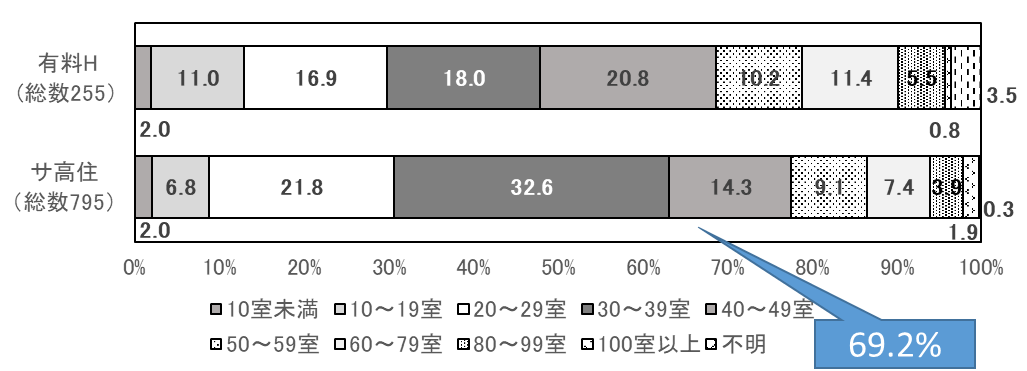 有料H
(総数255)
11.0 16.9 18.0 20.8 10.2 11.4 5.5
3.5
2.0 0.8
サ高住
(総数795)
6.8 21.8 32.6 14.3 9.1 7.4 3.9
0.3
2.0 1.9
0% 10% 20% 30% 40% 50% 60% 70% 80% 90% 100%
10室未満 10～19室 20～29室 30～39室 40～49室
50～59室 60～79室 80～99室 100室以上 不明
69.2%